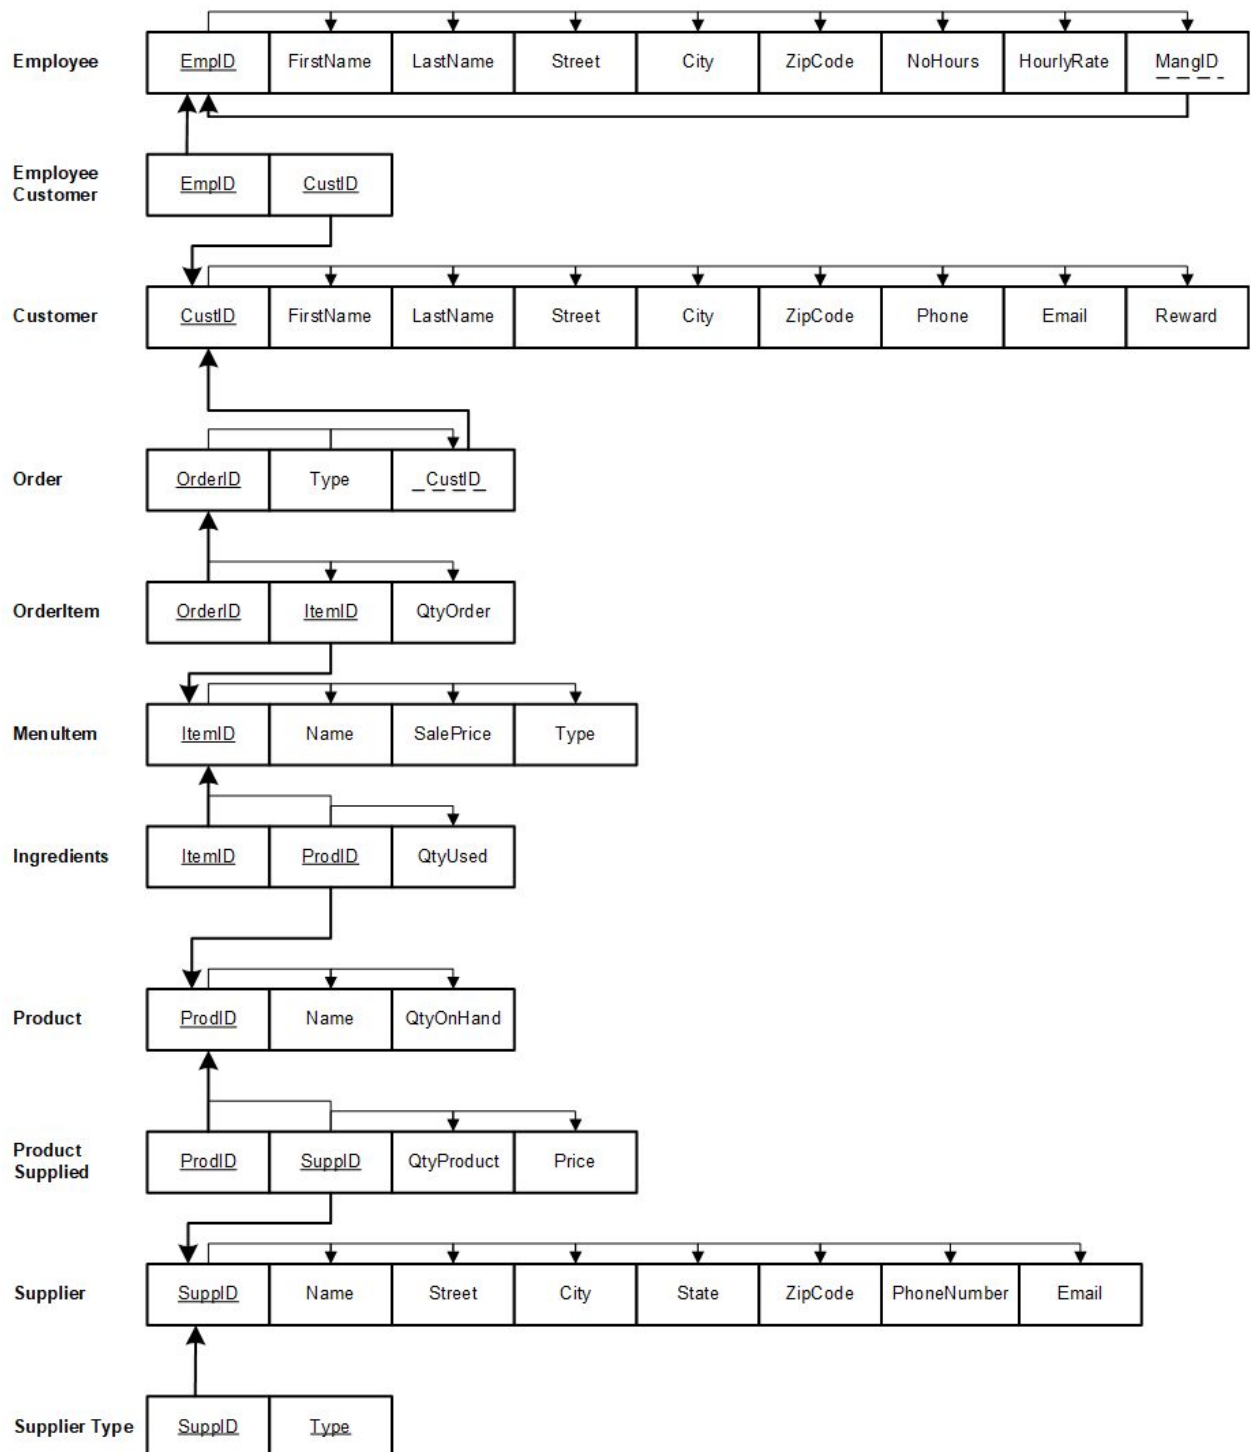 Employee EmpID FirstName LastName Street City ZipCode NoHours HourlyRate MangID
Employee
Customer
EmpID CustID
Customer CustID FirstName LastName Street City ZipCode Phone Email Reward
Order OrderID Type CustID
OrderItem OrderID ItemID QtyOrder
MenuItem ItemID Name SalePrice Type
Ingredients ItemID ProdID QtyUsed
Product ProdID Name QtyOnHand
Product
Supplied
ProdID SuppID QtyProduct Price
Supplier SuppID Name Street City State ZipCode PhoneNumber Email
Supplier Type SuppID Type